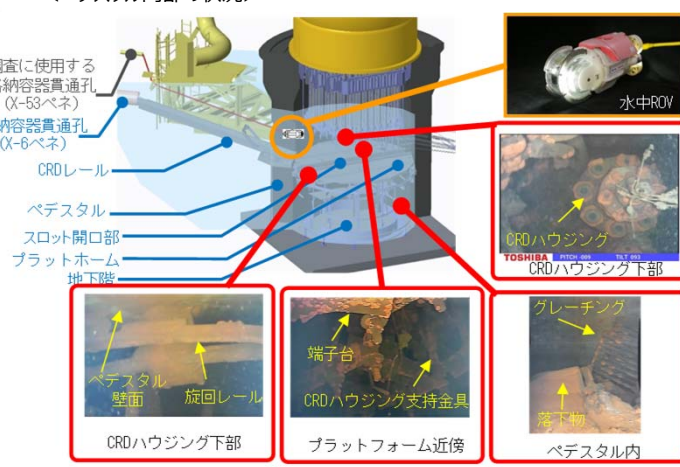 調査に使用する
格納容器貫通孔
(X-53ペネ)
格納容器貫通孔
(X-6ペネ)
CRDレール
ペデスタル
スロット開口部
プラットホーム
地下階
水中ROV
CRDハウジング
TOSHIBA PITCH 009 TILT 093
CRDハウジング下部
ペデスタル
壁面
旋回レール
CRDハウジング下部
端子台
CRDハウジング支持金具
プラットフォーム近傍
グレーチング
落下物
ペデスタル内